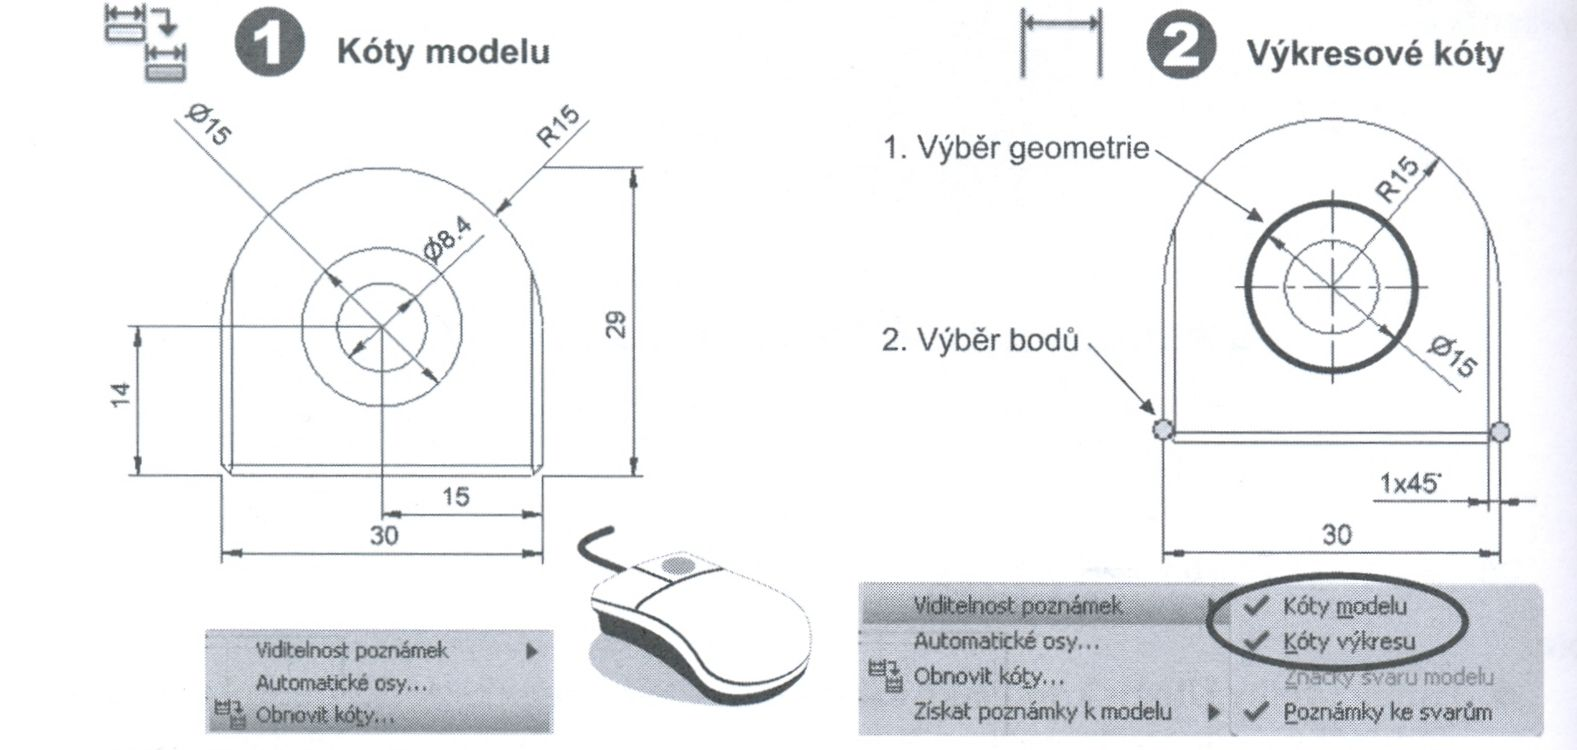 1 Kóty modelu
Ø15
R15
Ø8.4
29
14
15
30
Viditelnost poznámek
Automatické osy...
Obnovit kóty...
2 Výkresové kóty
1. Výběr geometrie
R15
2. Výběr bodů
Ø15
1x45°
30
Viditelnost poznámek
Automatické osy...
Obnovit kóty...
Získat poznámky k modelu
Kóty modelu
Kóty výkresu
Značky svaru modelu
Poznámky ke svarům